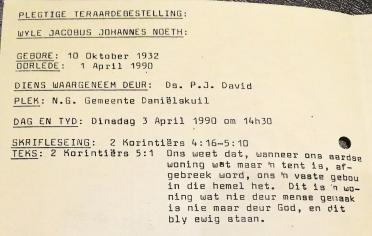 PLEGTIGE TERAARDEBESTELLING:
WYLE JACOBUS JOHANNES NOETH:
GEBORE: 10 Oktober 1932
OORLEDE: 1 April 1990
DIENS WAARGENEEM DEUR: Ds. P.J. David
PLEK: N.G. Gemeente Daniëlskuil
DAG EN TYD: Dinsdag 3 April 1990 om 14h30
SKRIFLESEING: 2 Korintiërs 4:16-5:10
TEKS: 2 Korintiërs 5:1 Ons weet dat, wanneer ons aardse
woning wat maar 'n tent is, af-
gebreek word, ons 'n vaste gebou
in die hemel het. Dit is 'n wo-
ning wat nie deur mense gemaak
is nie maar deur God, en dit
bly ewig staan.